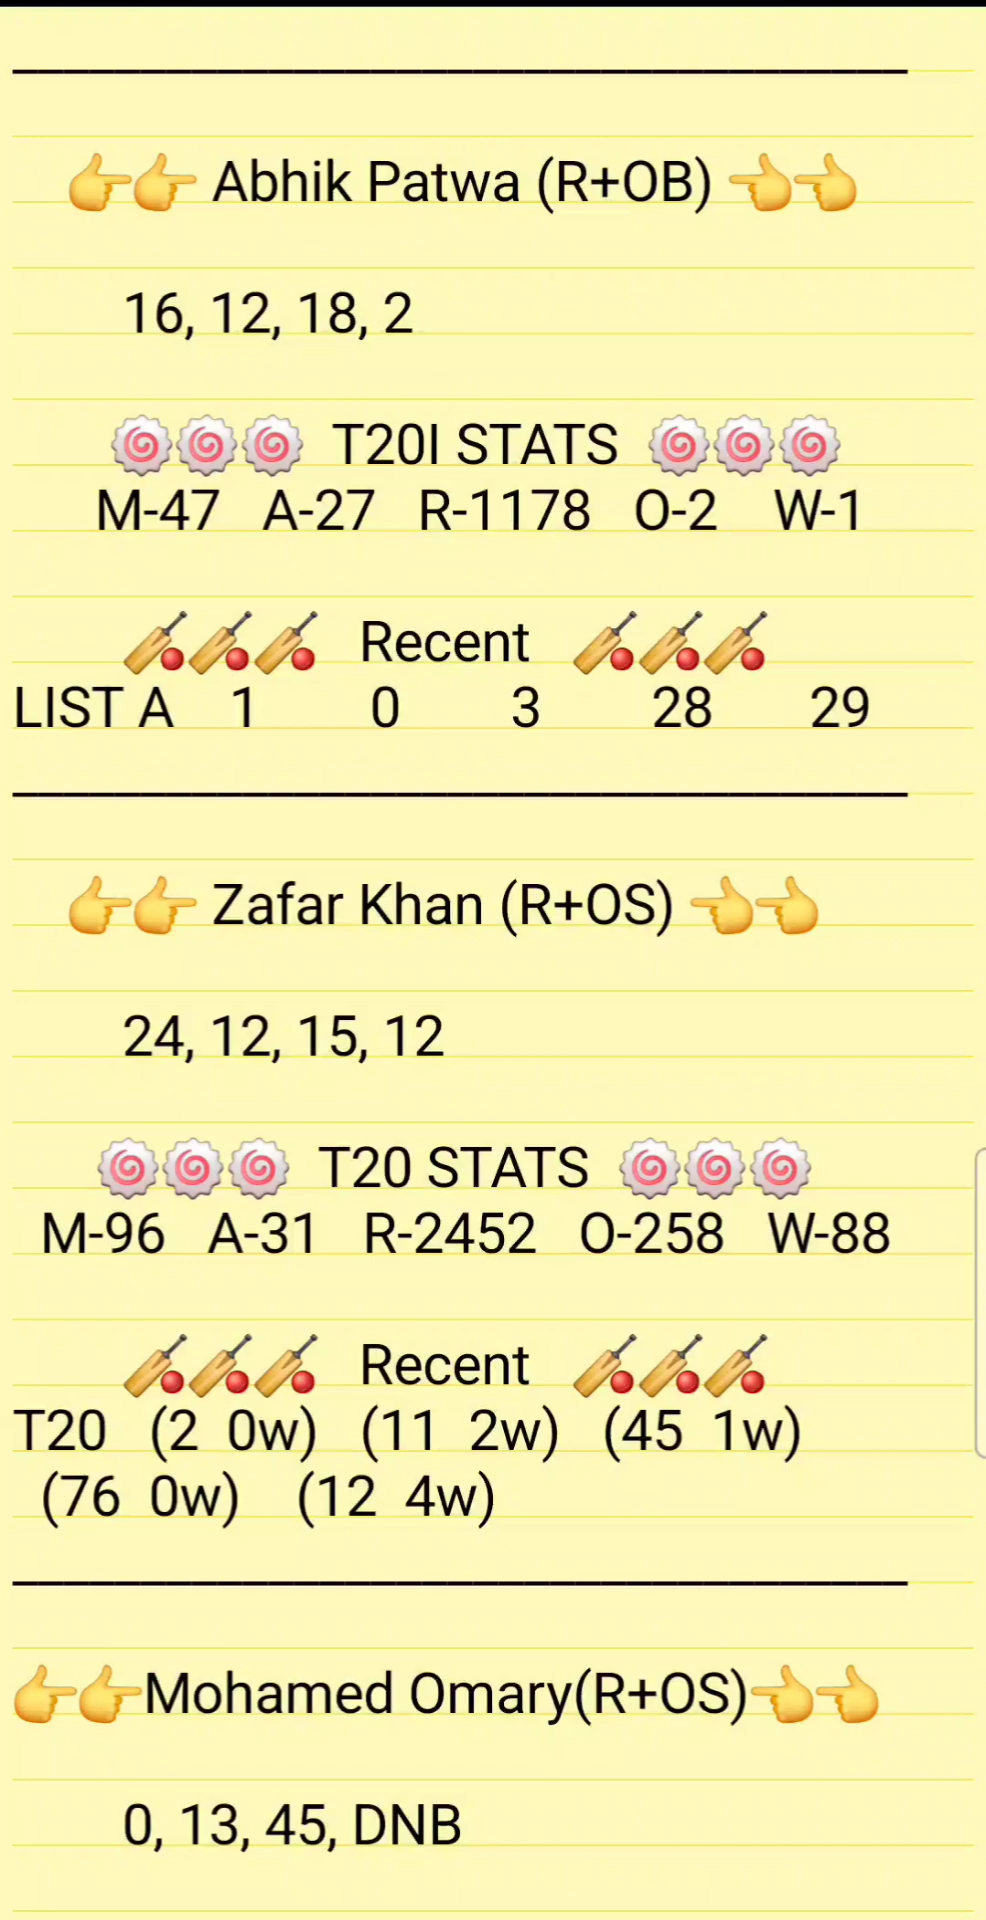 Abhik Patwa (R+OB)
16, 12, 18, 2
T20I STATS
M-47 A-27 R-1178 O-2 W-1
Recent
LIST A 1 0 3 28 29
Zafar Khan (R+OS)
24, 12, 15, 12
T20 STATS
M-96 A-31 R-2452 O-258 W-88
Recent
T20 (2 0w) (11 2w) (45 1w)
(76 0w) (12 4w)
Mohamed Omary(R+OS)
0, 13, 45, DNB